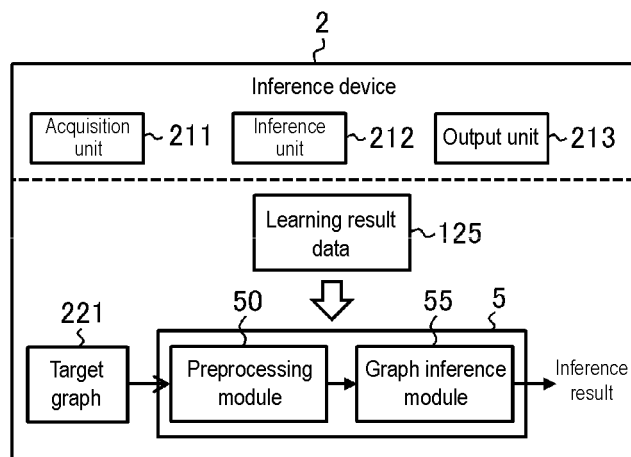 2
Inference device
Acquisition
unit
211
Inference
unit
212
Output unit
213
Learning result
data
125
221
50
55
5
Target
graph
Preprocessing
module
Graph inference
module
Inference
result